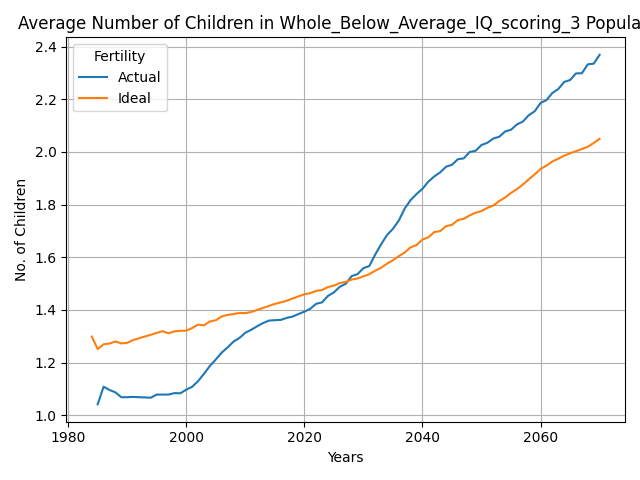 Average Number of Children in Whole_Below_Average_IQ_scoring_3 Popula
Fertility
Actual
Ideal
2.4
2.2
2.0
1.8
1.6
1.4
1.2
1.0
No. of Children
1980 2000 2020 2040 2060
Years